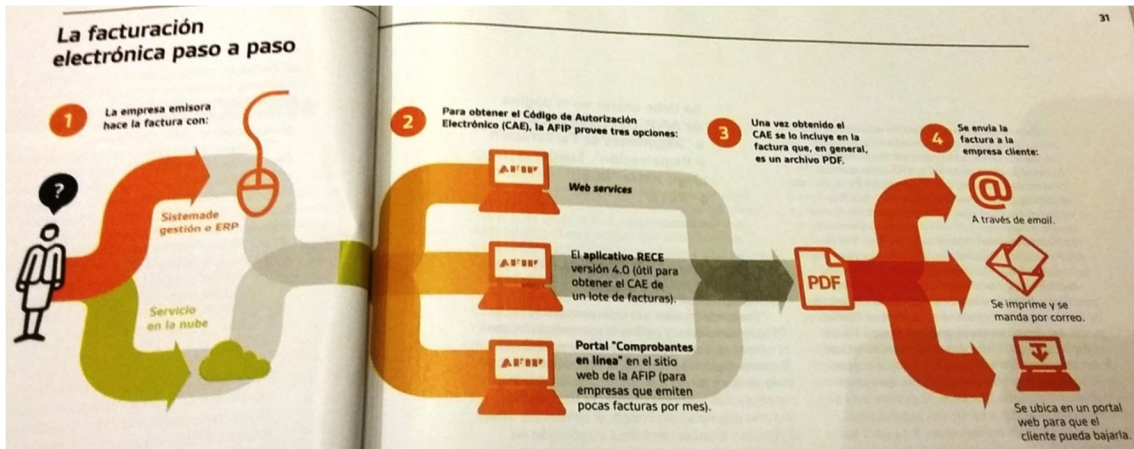 31
La facturación
electrónica paso a paso
1
La empresa emisora
hace la factura con:
?
Sistemade
gestión o ERP
Servicio
en la nube
2
Para obtener el Código de Autorización
Electrónico (CAE), la AFIP provee tres opciones:
AFIP
Web services
AFIP
El aplicativo RECE
versión 4.0 (útil para
obtener el CAE de
un lote de facturas).
AFIP
Portal "Comprobantes
en línea" en el sitio
web de la AFIP (para
empresas que emiten
pocas facturas por mes).
3
Una vez obtenido el
CAE se lo incluye en la
factura que, en general,
es un archivo PDF.
PDF
4
Se envía la
factura a la
empresa cliente:
@
A través de email.
Se imprime y se
manda por correo.
Se ubica en un portal
web para que el
cliente pueda bajarla.